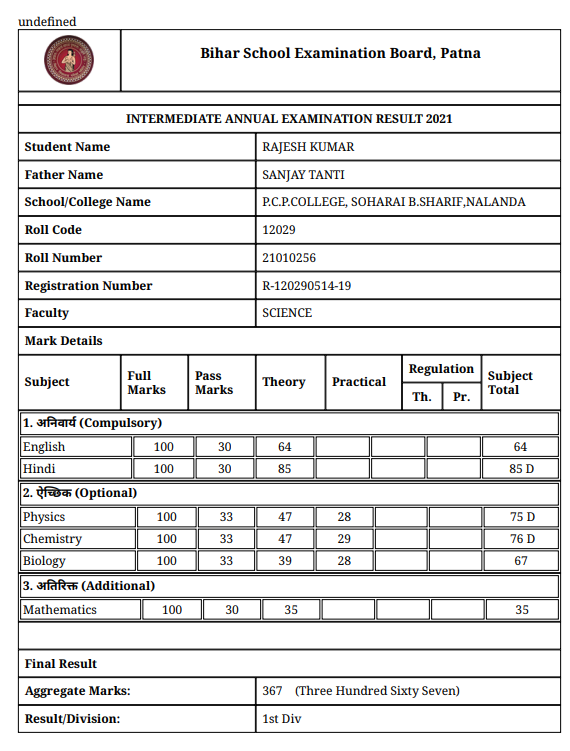 undefined
Bihar School Examination Board, Patna
INTERMEDIATE ANNUAL EXAMINATION RESULT 2021
Student Name RAJESH KUMAR
Father Name SANJAY TANTI
School/College Name P.C.P.COLLEGE, SOHARAI B.SHARIF,NALANDA
Roll Code 12029
Roll Number 21010256
Registration Number R-120290514-19
Faculty SCIENCE
Mark Details
Subject Full Marks Pass Marks Theory Practical Regulation Subject Total
Th. Pr.
1. अनिवार्य (Compulsory)
English 100 30 64 64
Hindi 100 30 85 85 D
2. ऐच्छिक (Optional)
Physics 100 33 47 28 75 D
Chemistry 100 33 47 29 76 D
Biology 100 33 39 28 67
3. अतिरिक्त (Additional)
Mathematics 100 30 35 35
Final Result
Aggregate Marks: 367 (Three Hundred Sixty Seven)
Result/Division: 1st Div